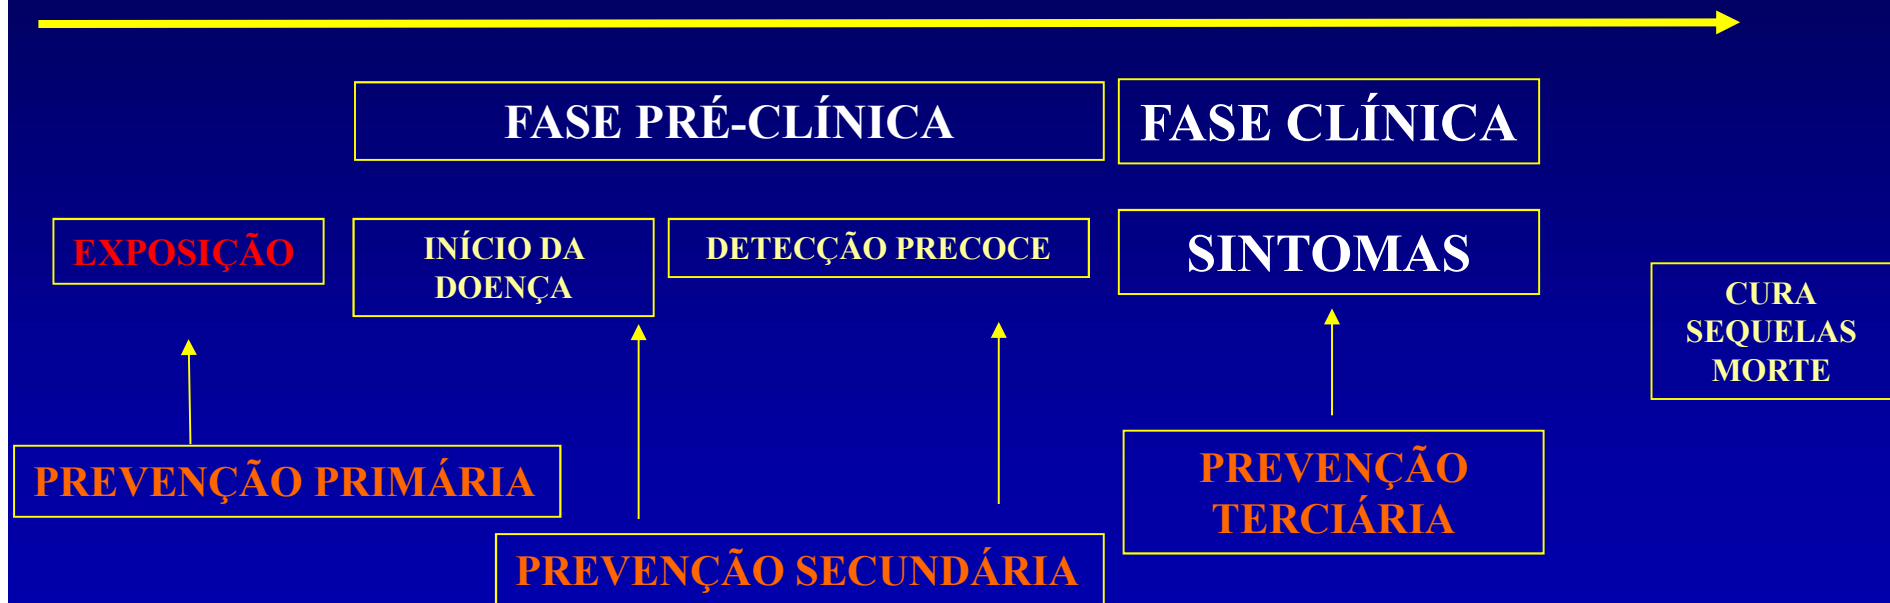 FASE PRÉ-CLÍNICA
FASE CLÍNICA
EXPOSIÇÃO
INÍCIO DA
DOENÇA
DETECÇÃO PRECOCE
SINTOMAS
CURA
SEQUELAS
MORTE
PREVENÇÃO PRIMÁRIA
PREVENÇÃO SECUNDÁRIA
PREVENÇÃO
TERCIÁRIA